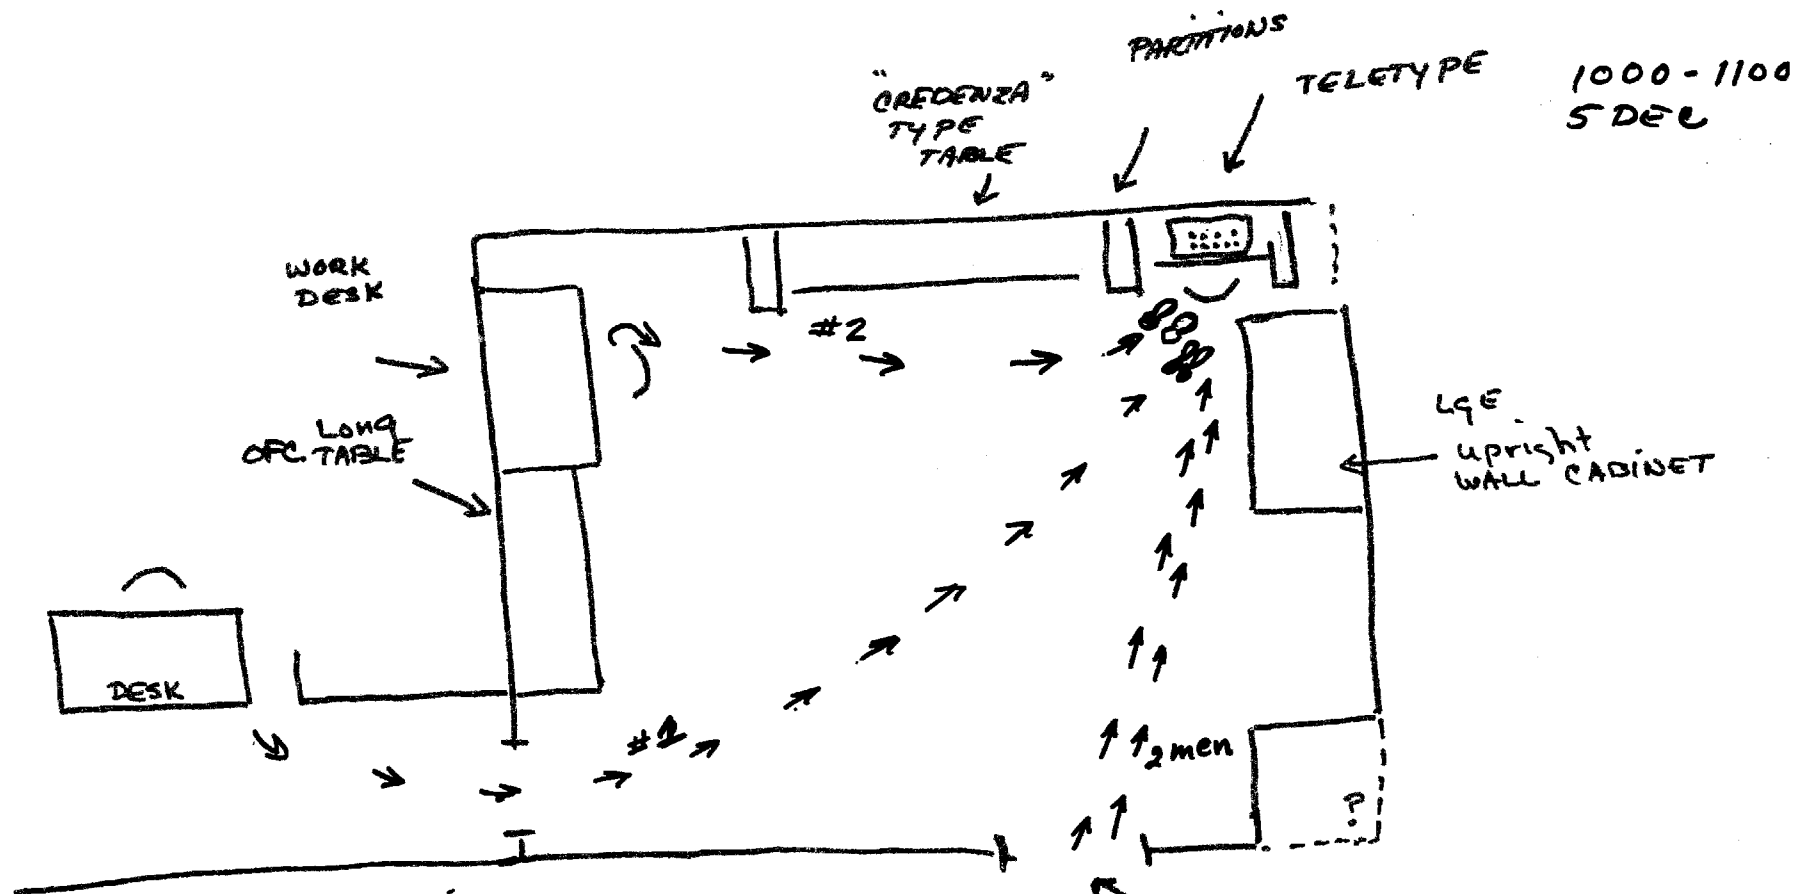 PARTITIONS
TELETYPE
1000-1100
5 DEC
"CREDENZA"
TYPE
TABLE
WORK
DESK
#2
LONG
OFC. TABLE
LGE.
upright
WALL CABINET
DESK
#1
2 men
?